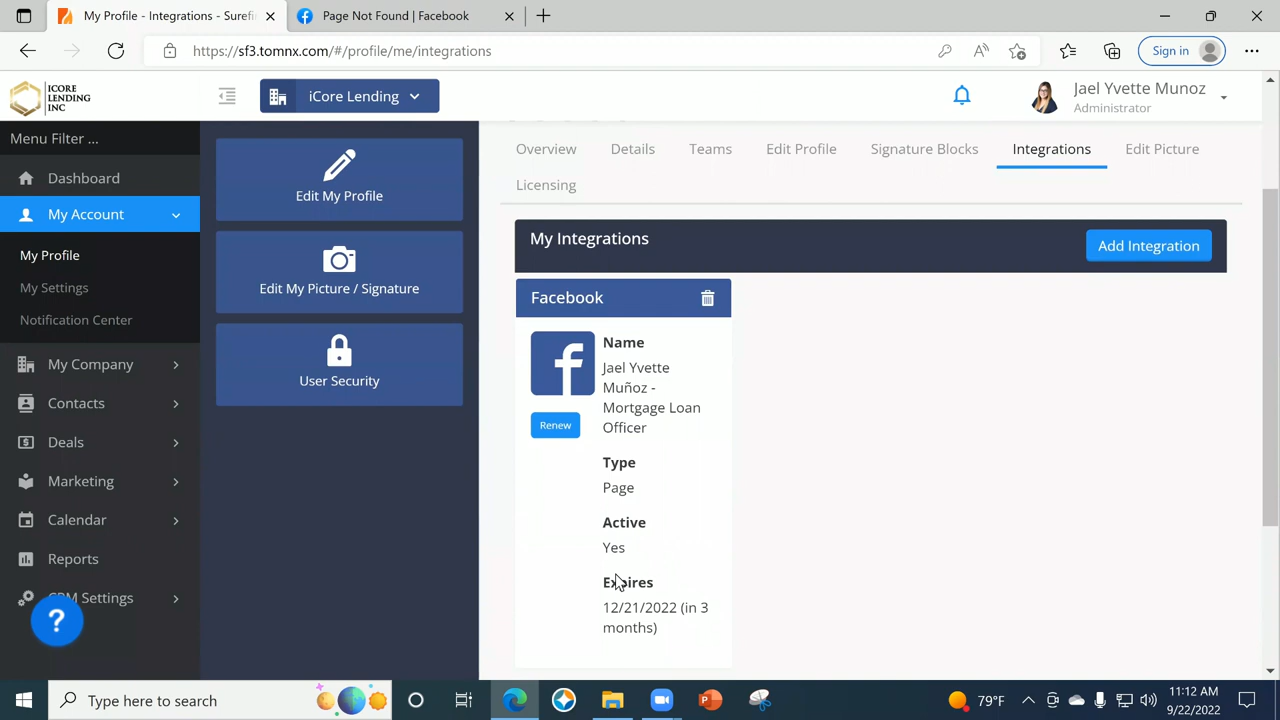 My Profile - Integrations - Surefi
Page Not Found | Facebook
https://sf3.tomnx.com/#/profile/me/integrations
Sign in
ICORE
LENDING
INC
iCore Lending
Jael Yvette Munoz
Administrator
Menu Filter ...
Dashboard
My Account
My Profile
My Settings
Notification Center
My Company
Contacts
Deals
Marketing
Calendar
Reports
CRM Settings
?
Edit My Profile
Edit My Picture / Signature
User Security
Overview
Details
Teams
Edit Profile
Signature Blocks
Integrations
Edit Picture
Licensing
My Integrations
Add Integration
Facebook
f
Renew
Name
Jael Yvette
Muñoz -
Mortgage Loan
Officer
Type
Page
Active
Yes
Expires
12/21/2022 (in 3
months)
Type here to search
79°F
11:12 AM
9/22/2022